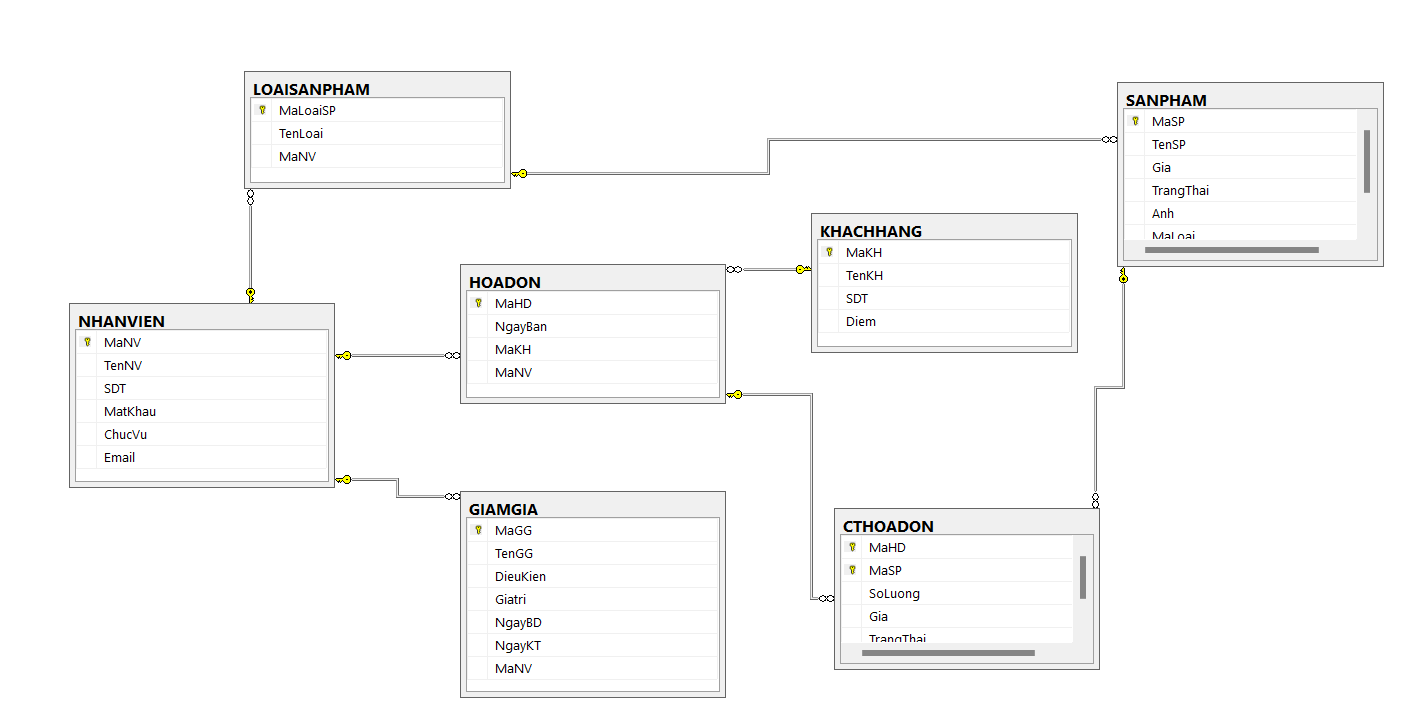 LOAISANPHAM
MaLoaiSP
TenLoai
MaNV
SANPHAM
MaSP
TenSP
Gia
TrangThai
Anh
MaLoai
KHACHHANG
MaKH
TenKH
SDT
Diem
HOADON
MaHD
NgayBan
MaKH
MaNV
NHANVIEN
MaNV
TenNV
SDT
MatKhau
ChucVu
Email
GIAMGIA
MaGG
TenGG
DieuKien
Giatri
NgayBD
NgayKT
MaNV
CTHOADON
MaHD
MaSP
SoLuong
Gia
TrangThai